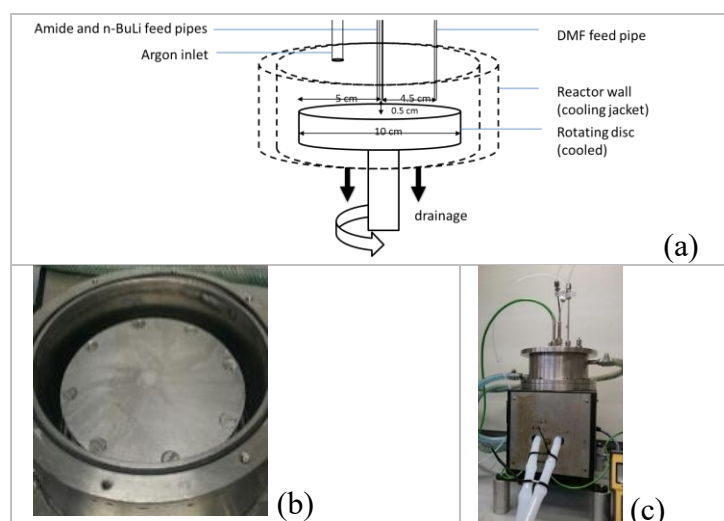 Amide and n-BuLi feed pipes
Argon inlet
DMF feed pipe
Reactor wall
(cooling jacket)
5 cm
4.5 cm
0.5 cm
10 cm
Rotating disc
(cooled)
drainage
(a)
(b)
(c)